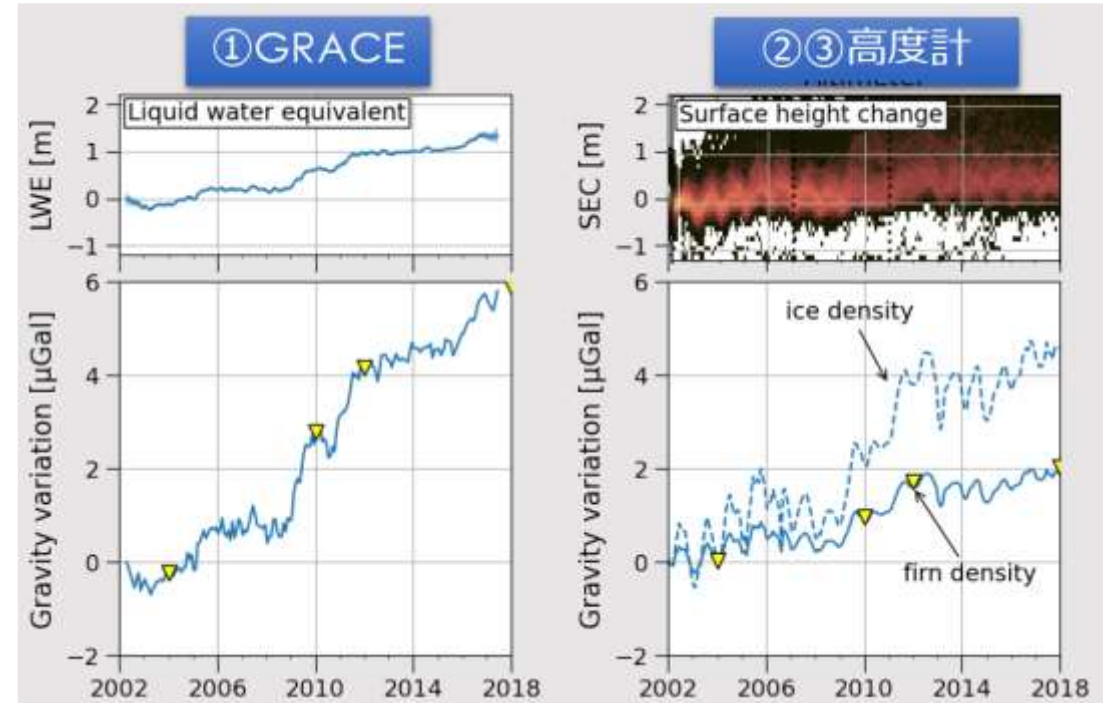 ①GRACE
Liquid water equivalent
LWE [m]
2
1
0
−1
Gravity variation [μGal]
6
4
2
0
−2
2002 2006 2010 2014 2018
②③高度計
Surface height change
SEC [m]
2
1
0
−1
Gravity variation [μGal]
6
4
2
0
−2
ice density
firn density
2002 2006 2010 2014 2018